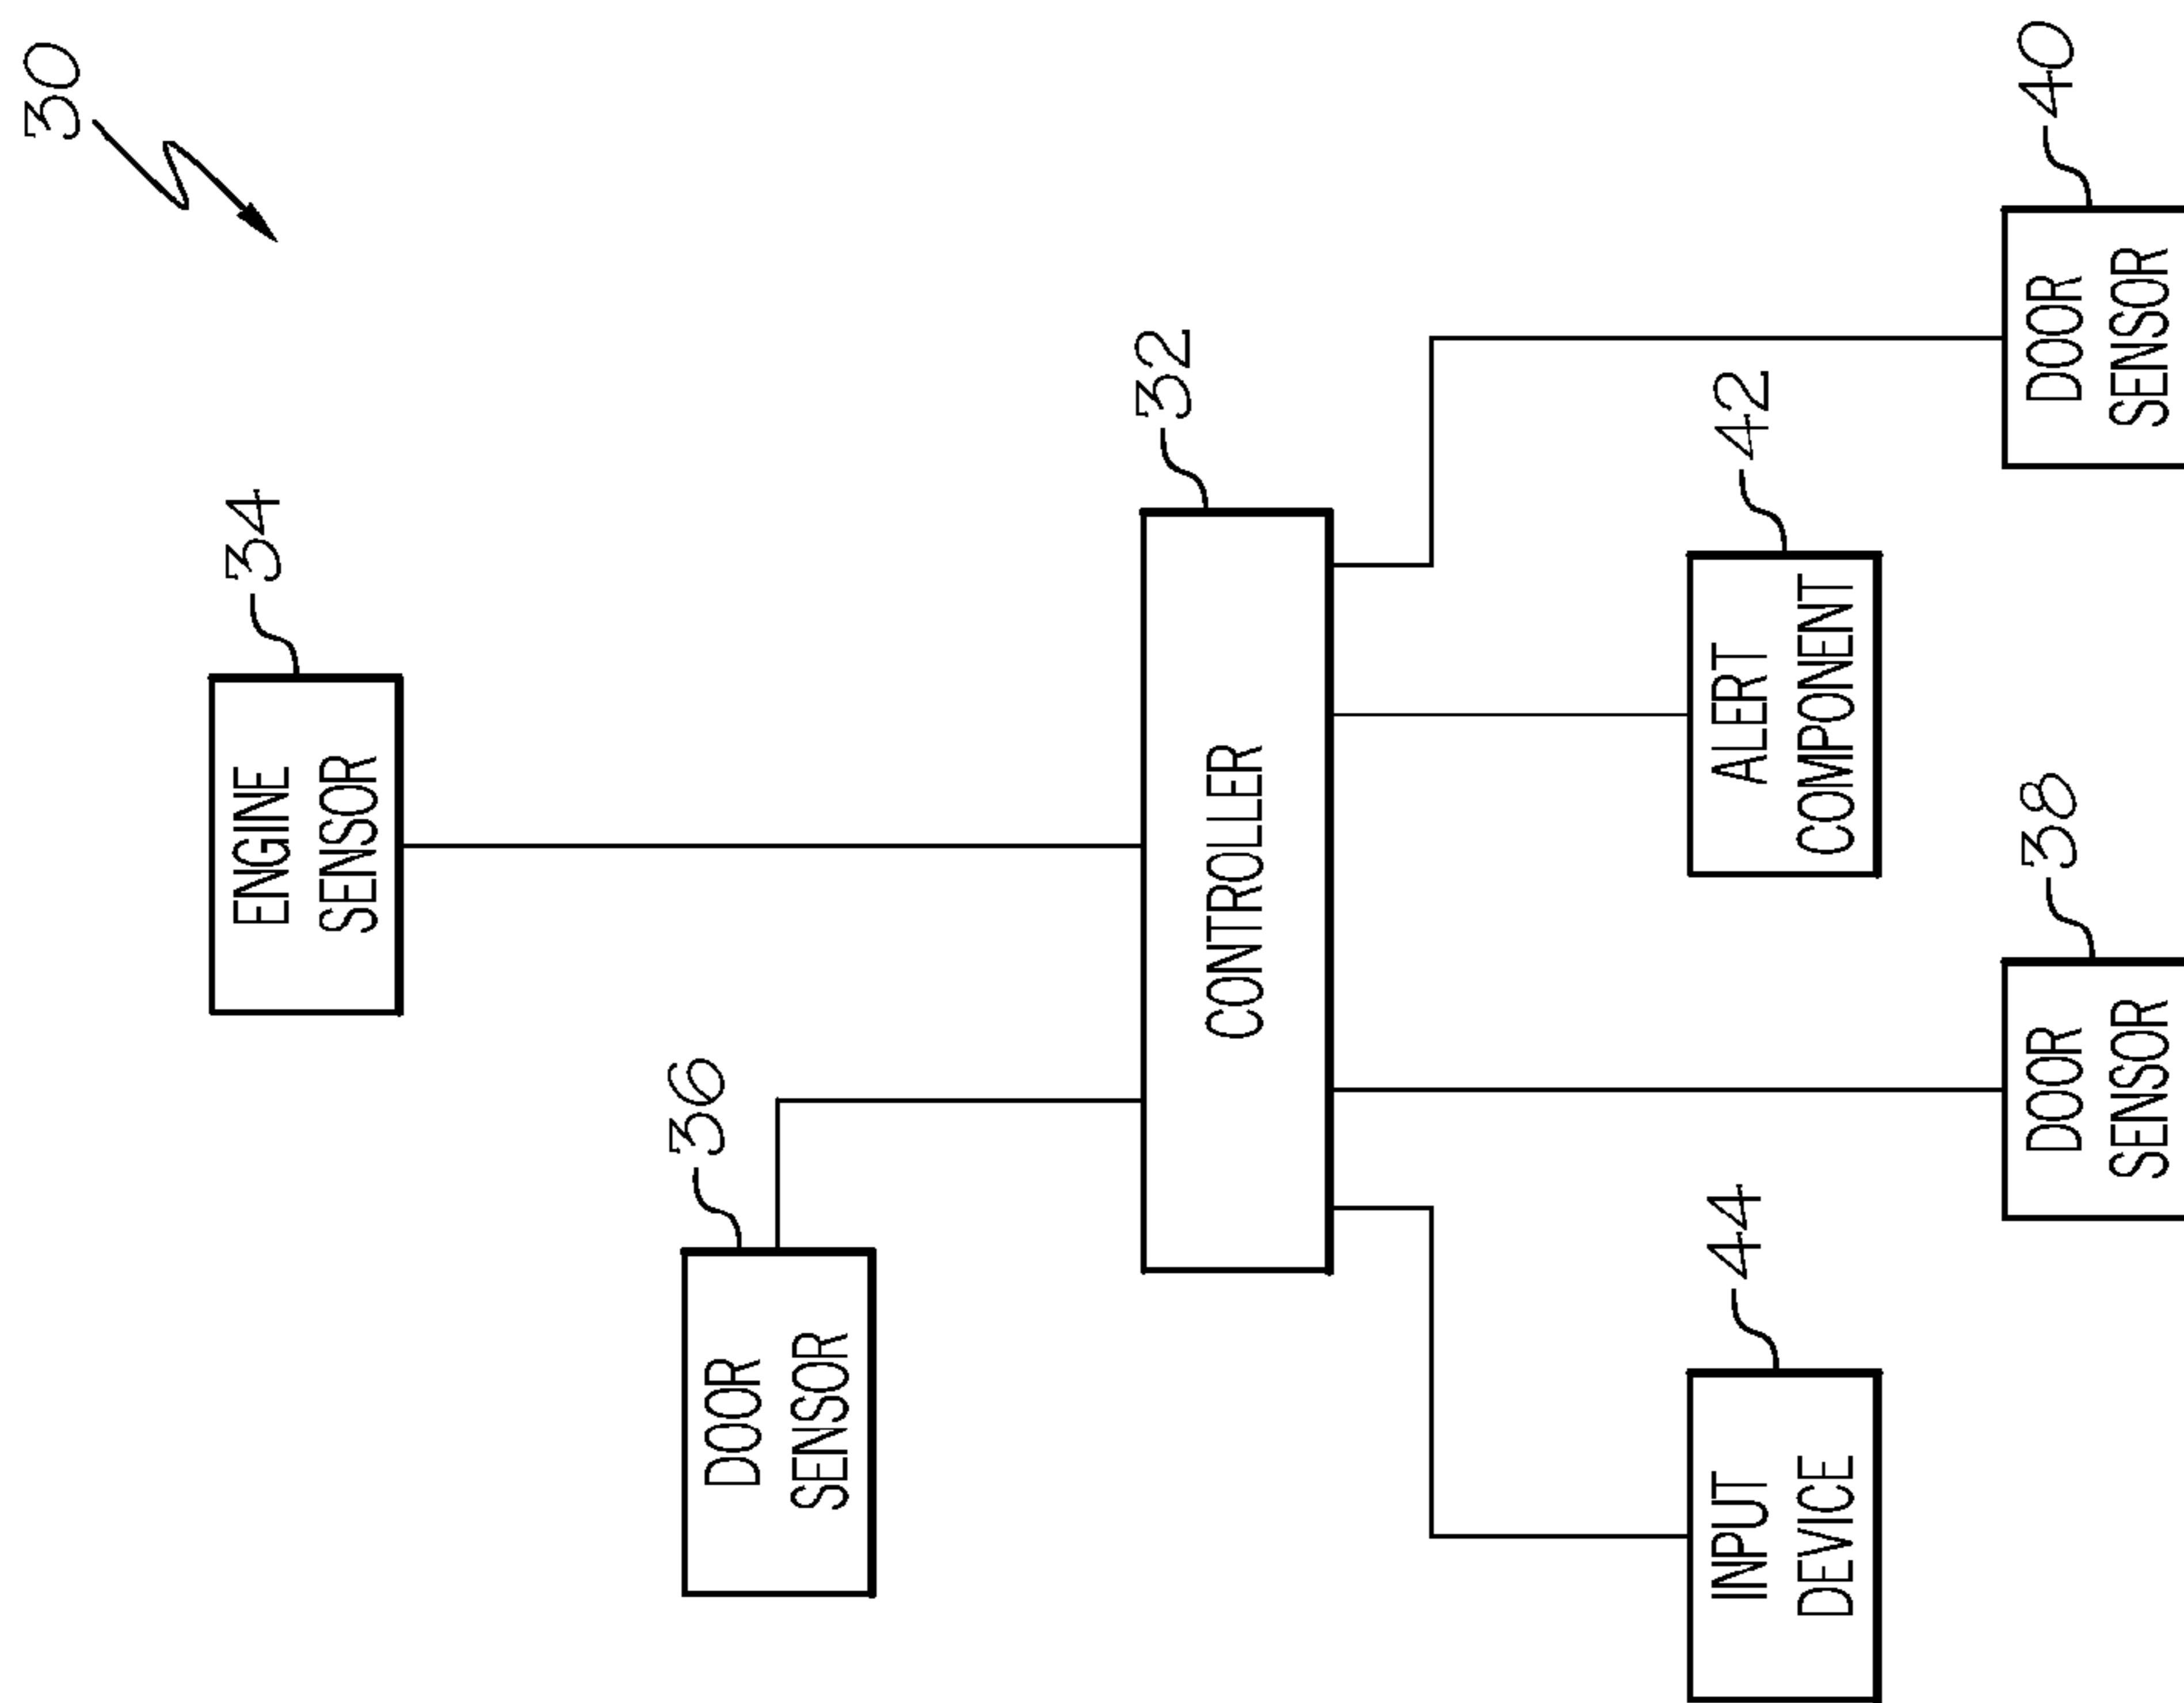 30
34
ENGINE
SENSOR
36
DOOR
SENSOR
32
CONTROLLER
42
ALERT
COMPONENT
44
INPUT
DEVICE
38
DOOR
SENSOR
40
DOOR
SENSOR